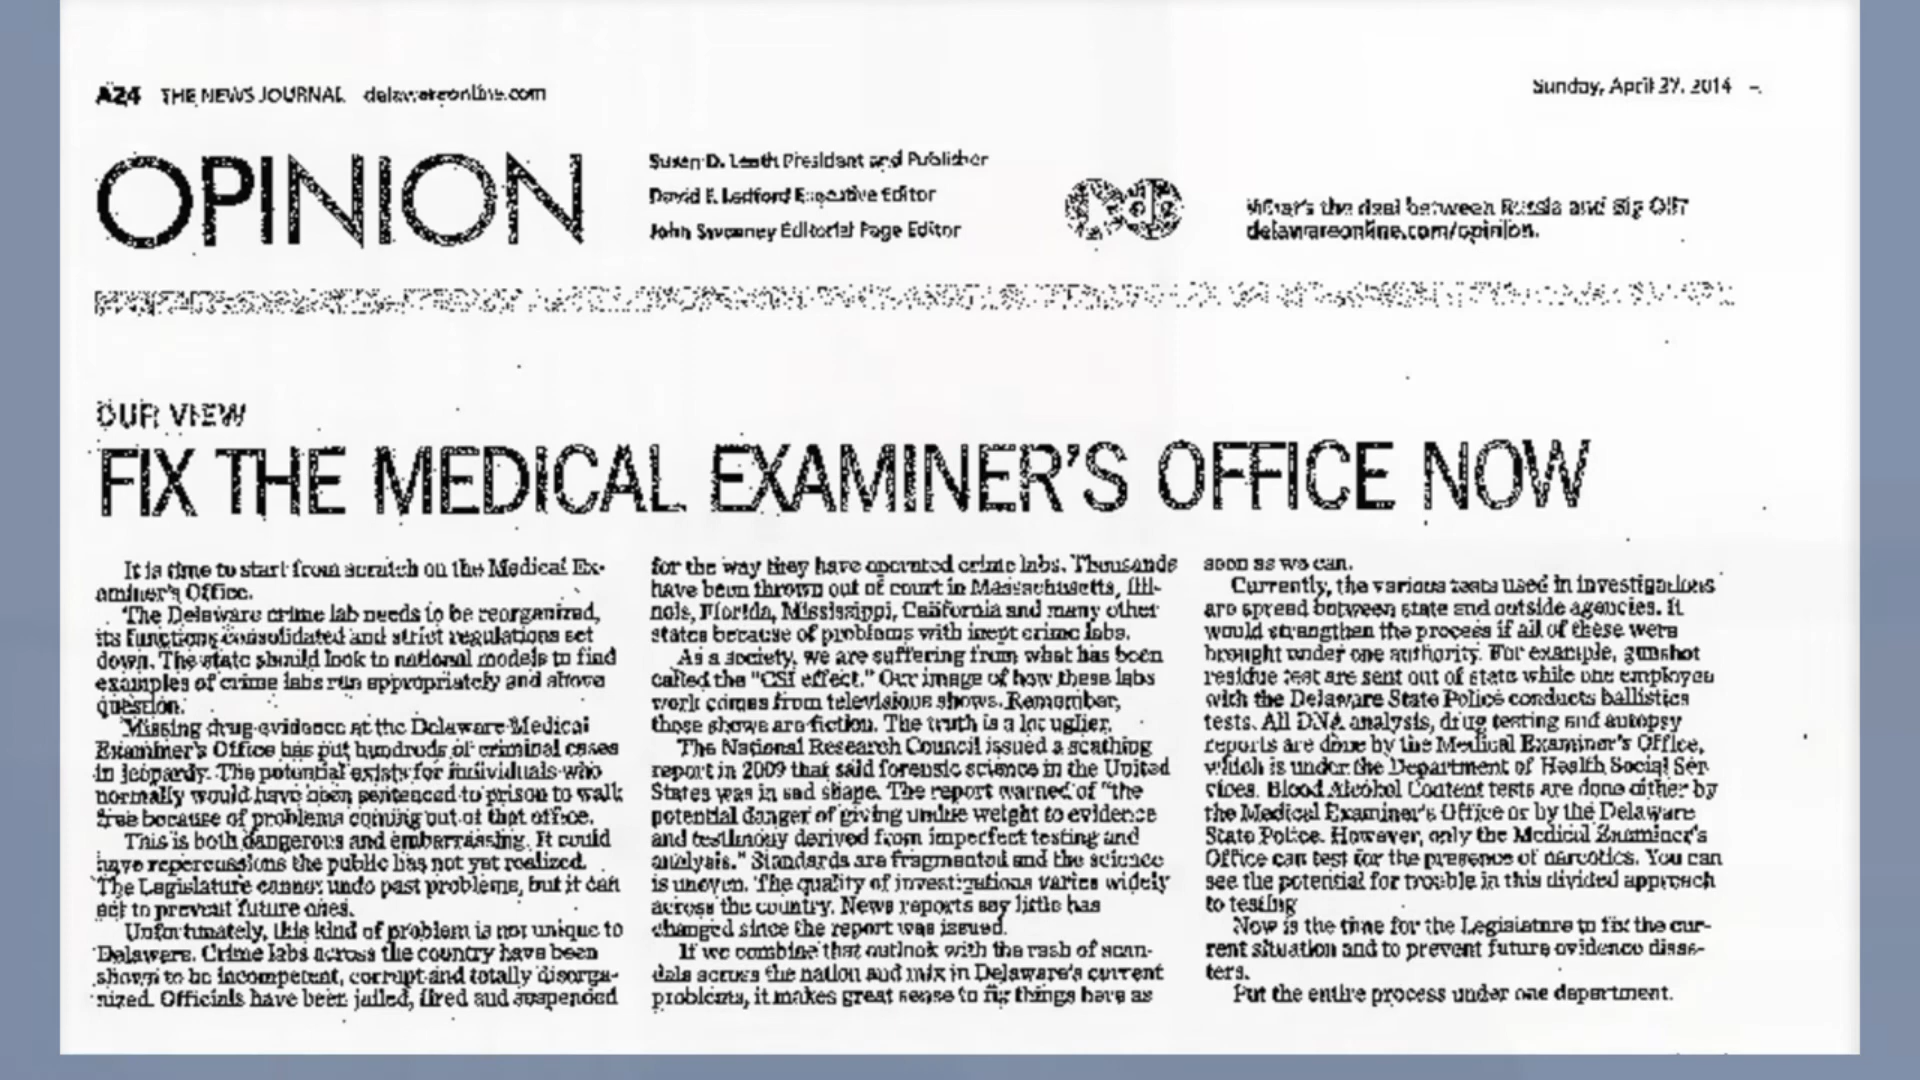 A24 THE NEWS JOURNAL delawareonline.com
Sunday, April 27, 2014
OPINION
Susan D. Leath President and Publisher
David F. Ledford Executive Editor
John Sweeney Editorial Page Editor
What's the deal between Russia and Big Oil?
delawareonline.com/opinion.
OUR VIEW
FIX THE MEDICAL EXAMINER'S OFFICE NOW
It is time to start from scratch on the Medical Ex-
aminer's Office.
The Delaware crime lab needs to be reorganized,
its functions consolidated and strict regulations set
down. The state should look to national models to find
examples of crime labs run appropriately and above
question.
Missing drug evidence at the Delaware Medical
Examiner's Office has put hundreds of criminal cases
in jeopardy. The potential exists for individuals who
normally would have been sentenced to prison to walk
free because of problems coming out of that office.
This is both dangerous and embarrassing. It could
have repercussions the public has not yet realized.
The Legislature cannot undo past problems, but it can
act to prevent future ones.
Unfortunately, this kind of problem is not unique to
Delaware. Crime labs across the country have been
shown to be incompetent, corrupt and totally disorga-
nized. Officials have been jailed, fired and suspended
for the way they have operated crime labs. Thousands
have been thrown out of court in Massachusetts, Illi-
nois, Florida, Mississippi, California and many other
states because of problems with inept crime labs.
As a society, we are suffering from what has been
called the "CSI effect." Our image of how these labs
work comes from television shows. Remember,
those shows are fiction. The truth is a lot uglier.
The National Research Council issued a scathing
report in 2009 that said forensic science in the United
States was in sad shape. The report warned of "the
potential danger of giving undue weight to evidence
and testimony derived from imperfect testing and
analysis." Standards are fragmented and the science
is uneven. The quality of investigations varies widely
across the country. News reports say little has
changed since the report was issued.
If we combine that outlook with the rash of scan-
dals across the nation and mix in Delaware's current
problems, it makes great sense to fix things here as
soon as we can.
Currently, the various tests used in investigations
are spread between state and outside agencies. It
would strengthen the process if all of these were
brought under one authority. For example, gunshot
residue test are sent out of state while one employee
with the Delaware State Police conducts ballistics
tests. All DNA analysis, drug testing and autopsy
reports are done by the Medical Examiner's Office,
which is under the Department of Health Social Ser
vices. Blood Alcohol Content tests are done either by
the Medical Examiner's Office or by the Delaware
State Police. However, only the Medical Examiner's
Office can test for the presence of narcotics. You can
see the potential for trouble in this divided approach
to testing
Now is the time for the Legislature to fix the cur-
rent situation and to prevent future evidence disas-
ters.
Put the entire process under one department.